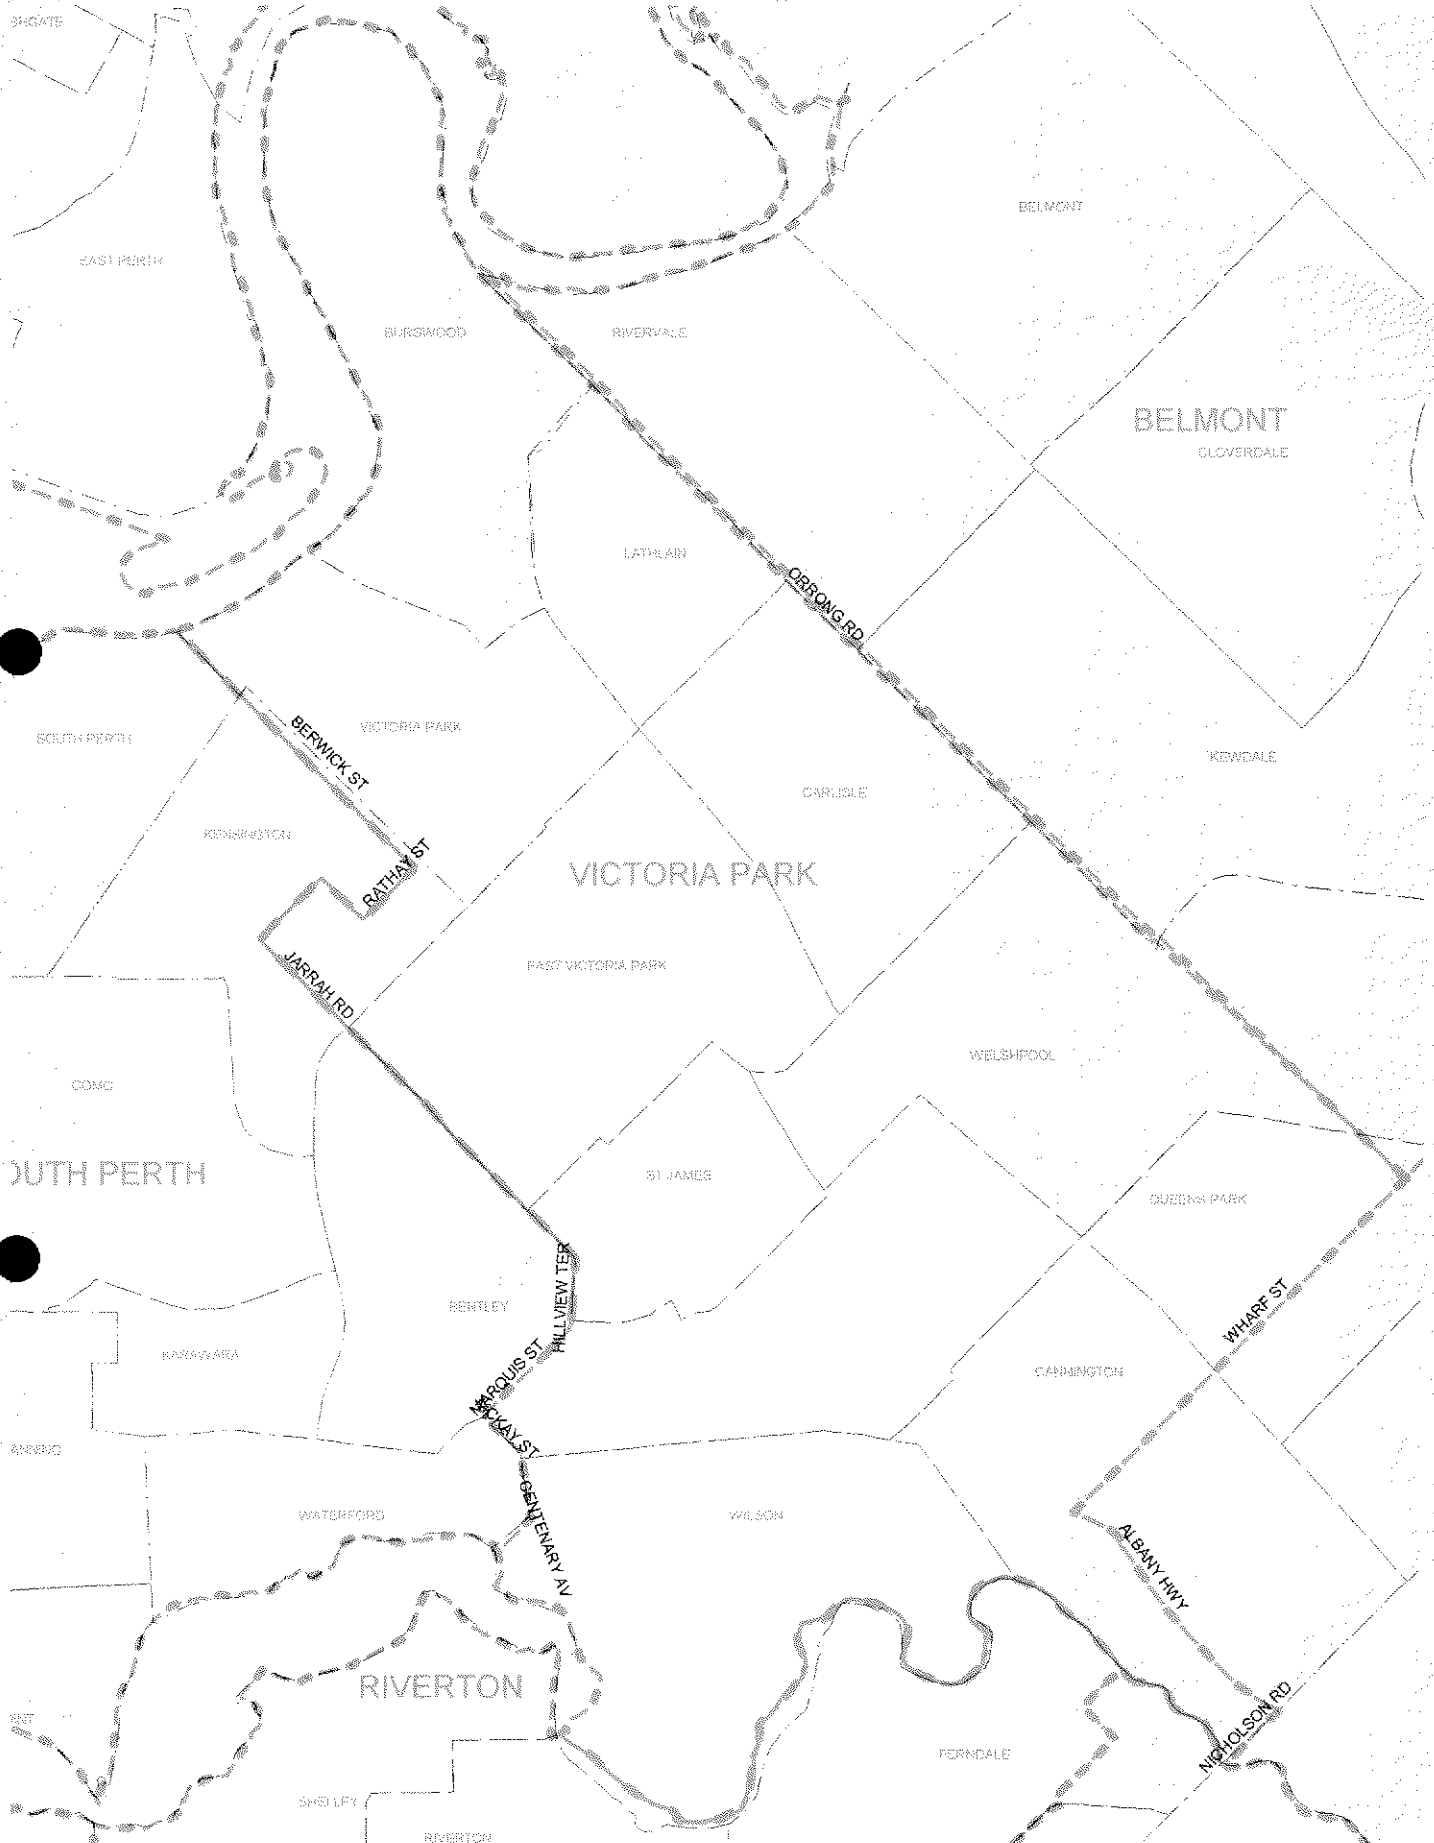 EAST PERTH
BELMONT
BURSWOOD
RIVERVALE
BELMONT
CLOVERDALE
LATHLAIN
ORRONG RD
SOUTH PERTH
VICTORIA PARK
BERWICK ST
KEWDALE
CARLISLE
KENSINGTON
RATHAY ST
VICTORIA PARK
JARRAH RD
EAST VICTORIA PARK
WELSHPOOL
COMO
OUTH PERTH
ST JAMES
QUEENS PARK
HILLVIEW TER
BENTLEY
WHARF ST
KARAWARA
MARQUIS ST
CANNINGTON
MCKAY ST
ANNING
CENTENARY AV
WATERFORD
WILSON
ALBANY HWY
RIVERTON
NICHOLSON RD
FERNDALE
SHELLEY
RIVERTON